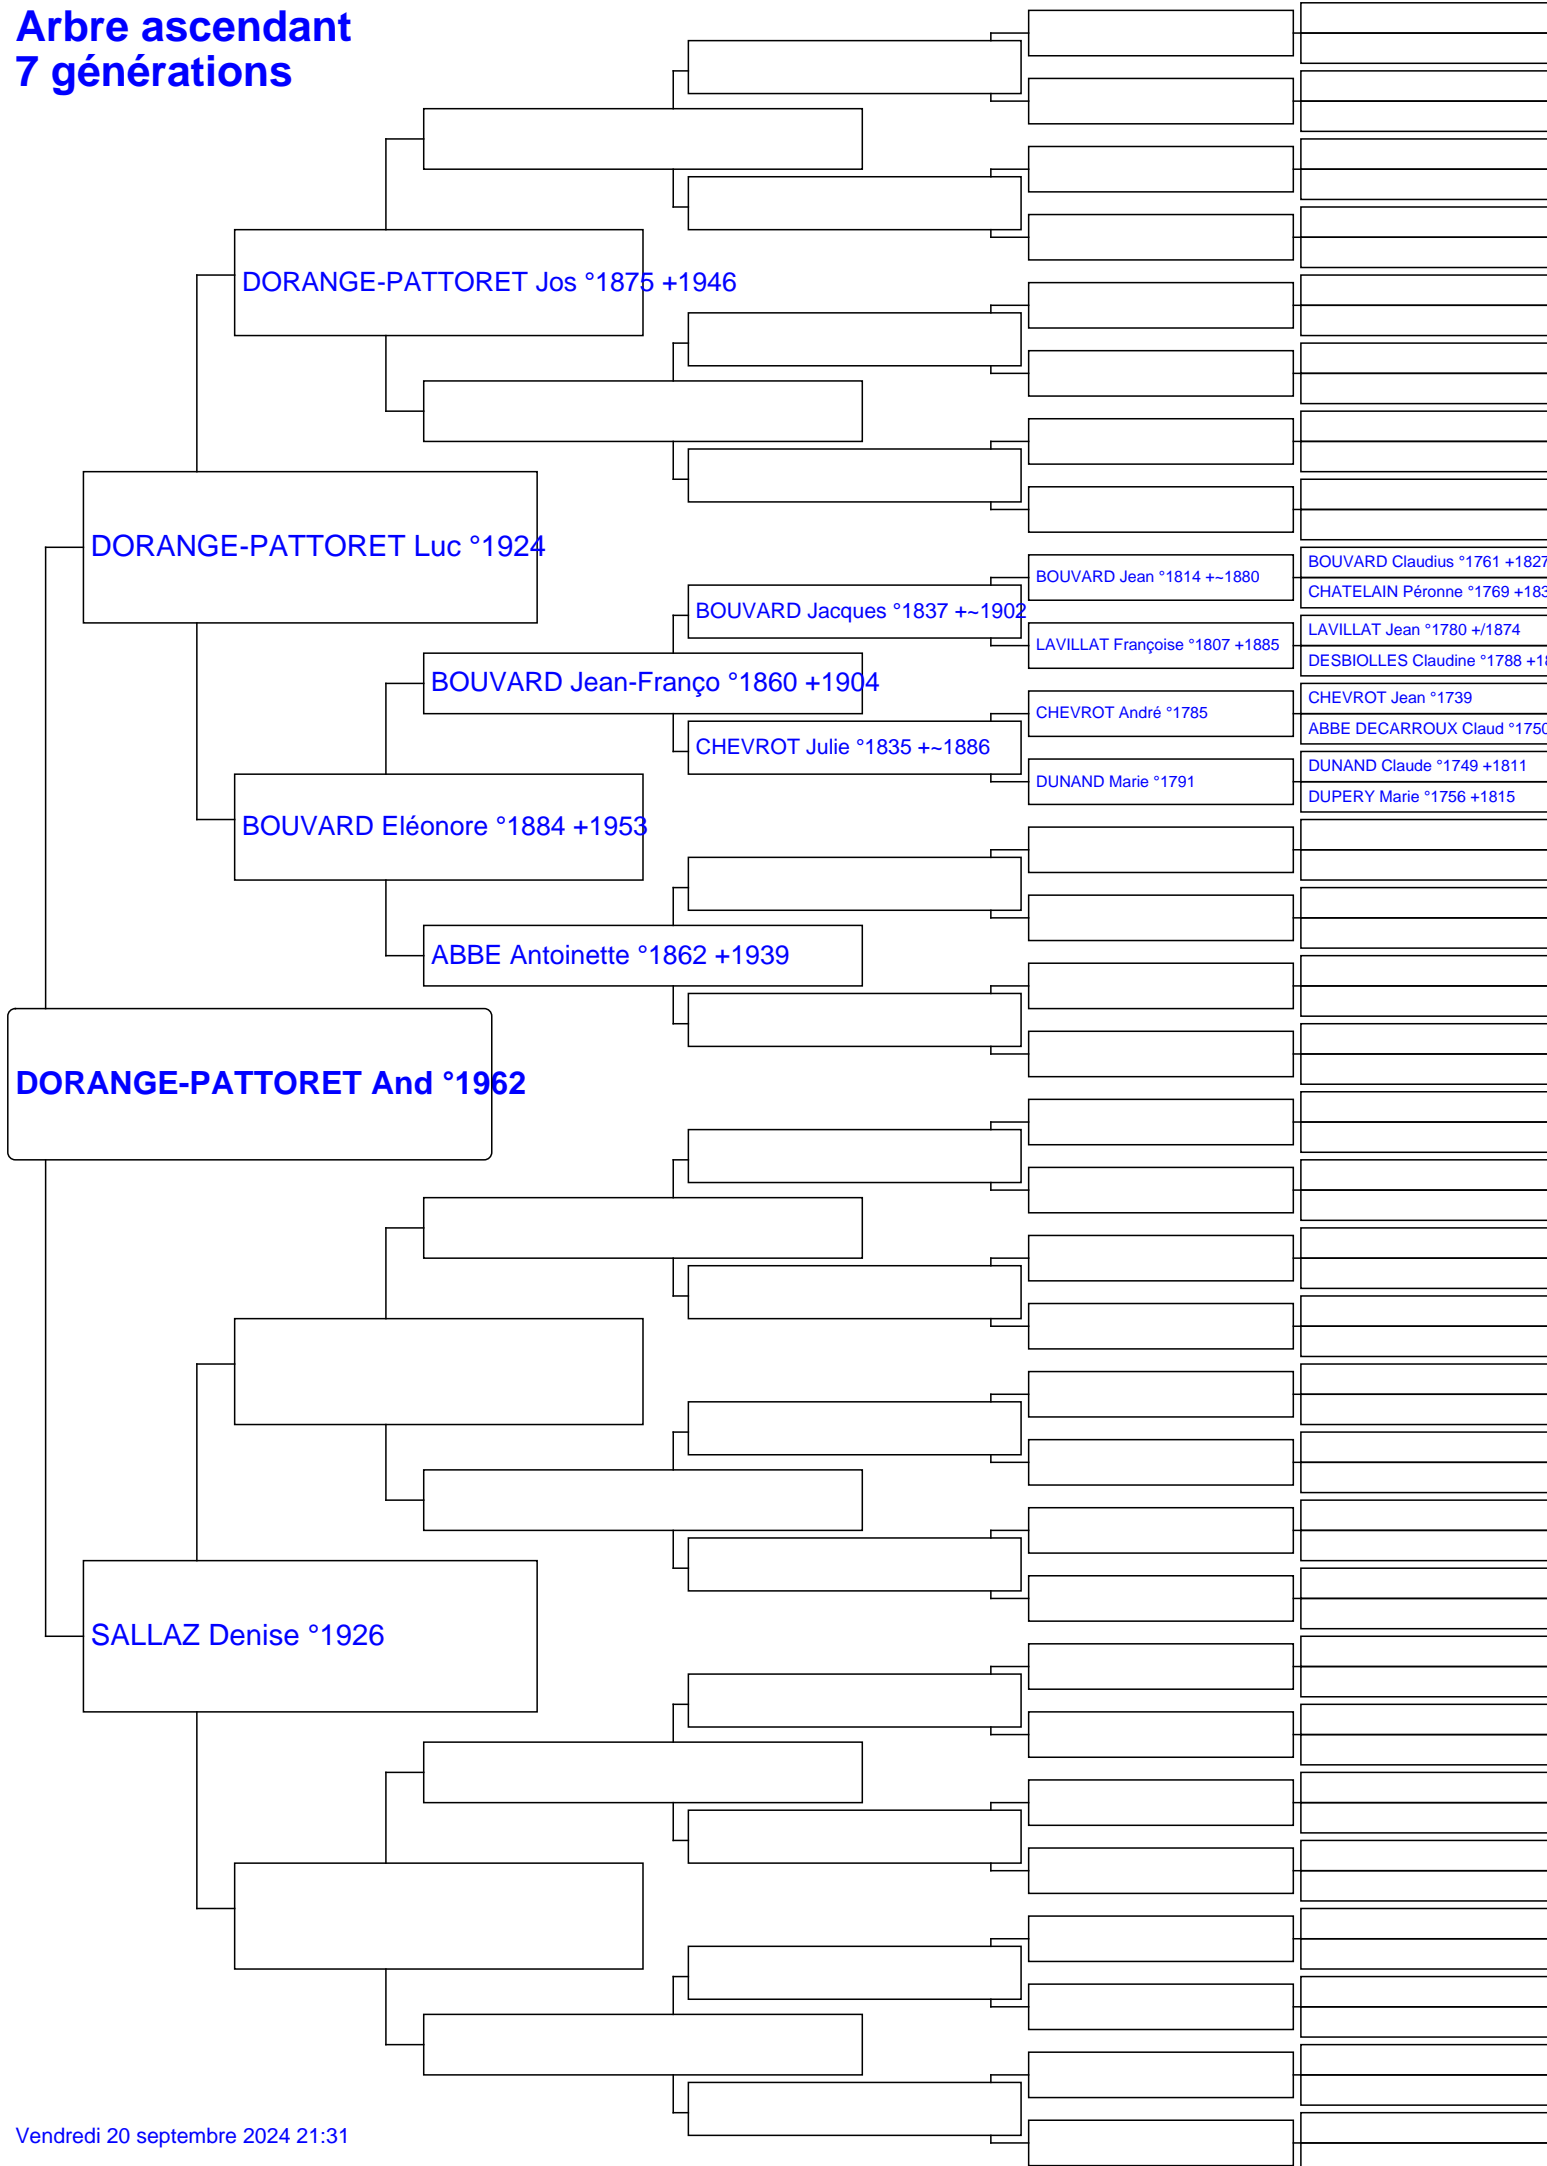 Arbre ascendant
7 générations
DORANGE-PATTORET Jos °1875 +1946
DORANGE-PATTORET Luc °1924
BOUVARD Claudius °1761 +1827
BOUVARD Jean °1814 +~1880
CHATELAIN Péronne °1769 +183
BOUVARD Jacques °1837 +~1902
LAVILLAT Jean °1780 +/1874
LAVILLAT Françoise °1807 +1885
DESBIOLLES Claudine °1788 +18
BOUVARD Jean-Franço °1860 +1904
CHEVROT Jean °1739
CHEVROT André °1785
ABBE DECARROUX Claud °1750
CHEVROT Julie °1835 +~1886
DUNAND Claude °1749 +1811
DUNAND Marie °1791
DUPERY Marie °1756 +1815
BOUVARD Eléonore °1884 +1953
ABBE Antoinette °1862 +1939
DORANGE-PATTORET And °1962
SALLAZ Denise °1926
Vendredi 20 septembre 2024 21:31